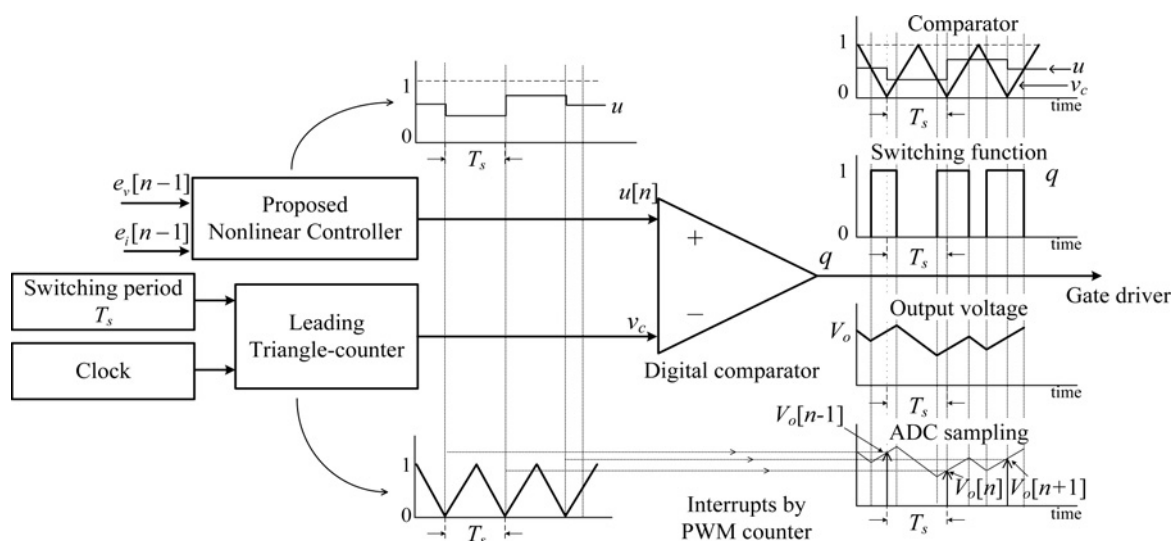 Comparator
1
0
u
v_c
time
T_s
1
0
u
T_s
Switching function
1
0
q
time
T_s
e_v[n−1]
e_i[n−1]
Proposed
Nonlinear Controller
u[n]
+
−
q
Gate driver
Switching period
T_s
Clock
Leading
Triangle-counter
v_c
Digital comparator
Output voltage
V_o
time
T_s
V_o[n-1]
ADC sampling
V_o[n]
V_o[n+1]
time
T_s
1
0
T_s
Interrupts by
PWM counter